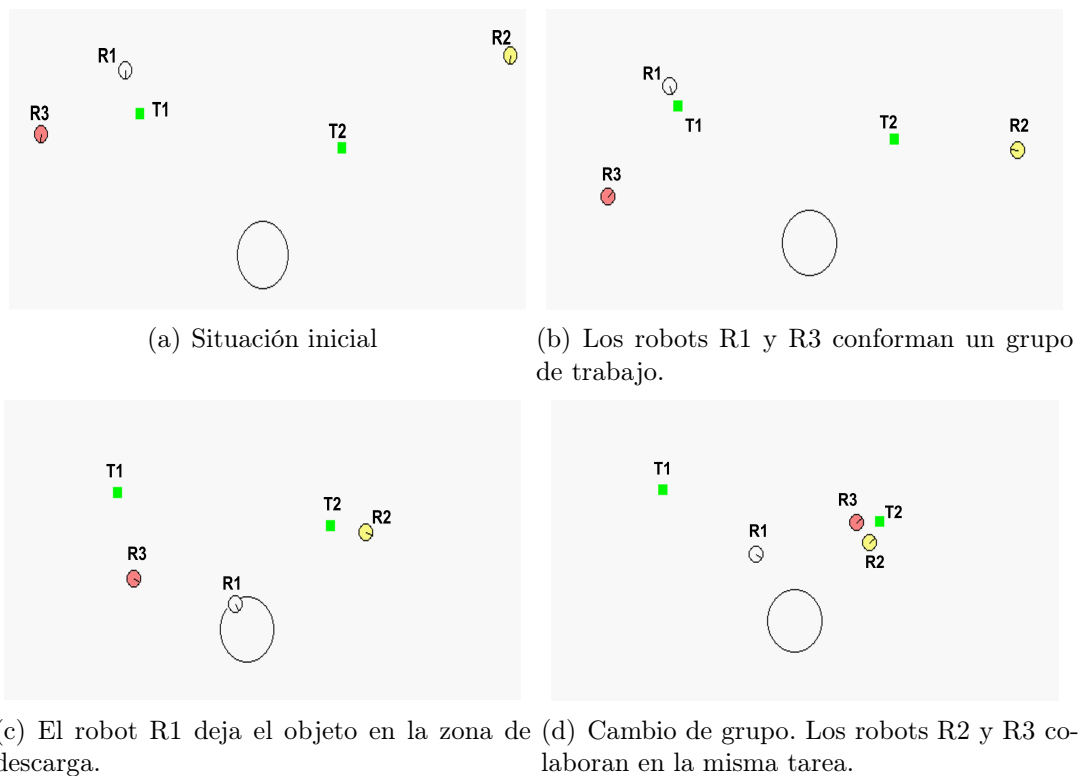 R1
R2
R3
T1
T2
R1
T1
T2
R2
R3
(a) Situación inicial
(b) Los robots R1 y R3 conforman un grupo
de trabajo.
T1
T2
R2
R3
R1
T1
R3
T2
R1
R2
(c) El robot R1 deja el objeto en la zona de
descarga.
(d) Cambio de grupo. Los robots R2 y R3 co-
laboran en la misma tarea.